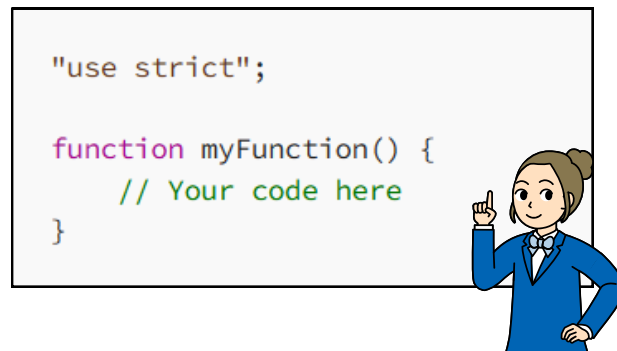 "use strict";
function myFunction() {
// Your code here
}